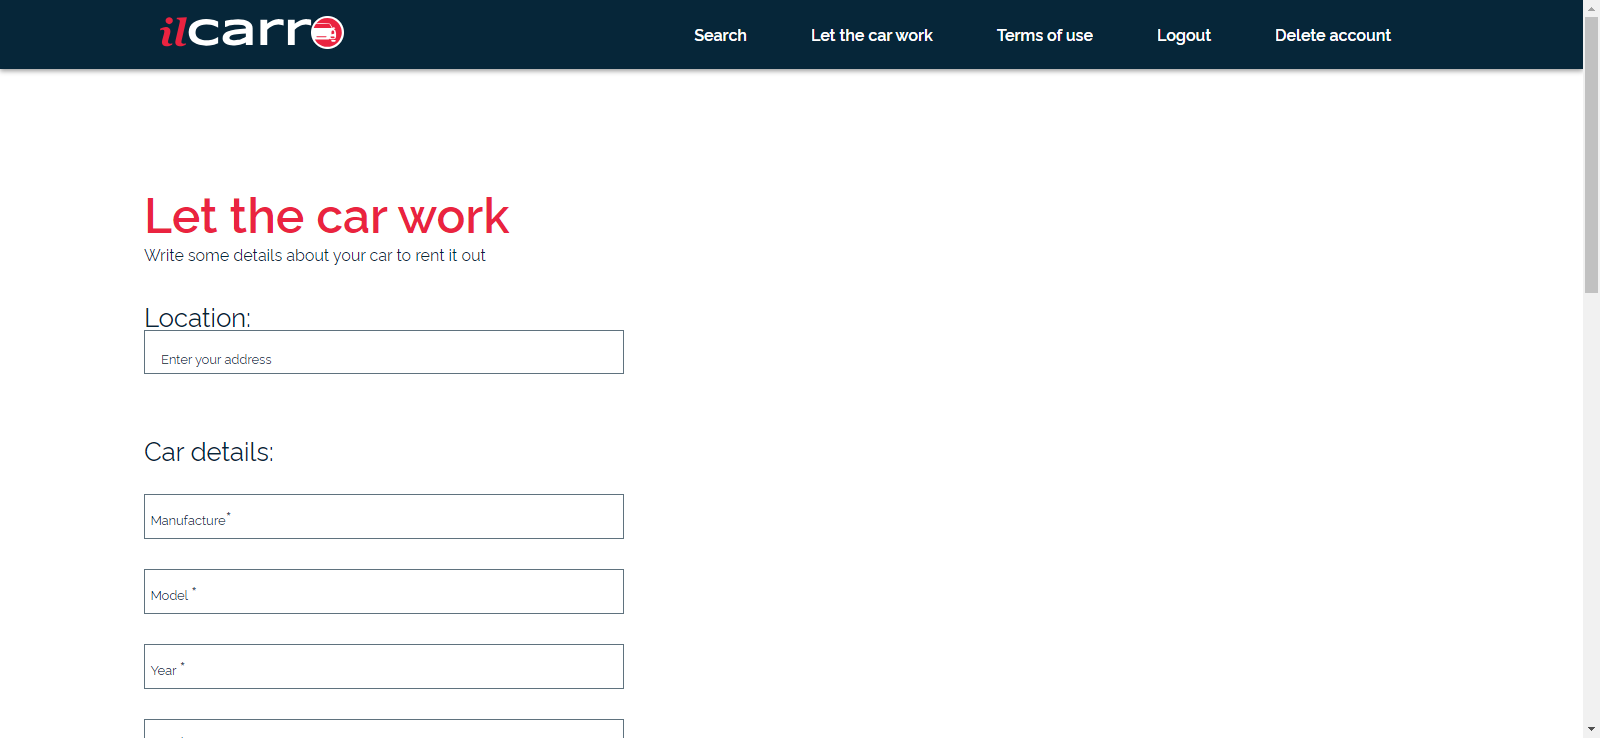 ilcarro
Search Let the car work Terms of use Logout Delete account
Let the car work
Write some details about your car to rent it out
Location:
Enter your address
Car details:
Manufacture*
Model *
Year *